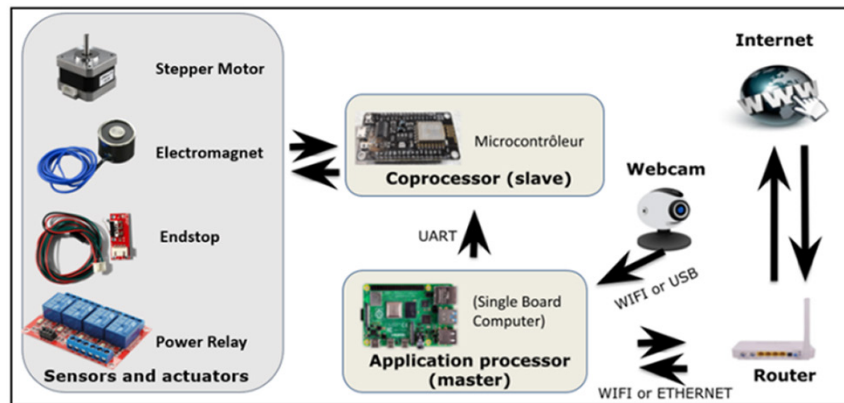 Stepper Motor
Electromagnet
Endstop
Power Relay
Sensors and actuators
Microcontrôleur
Coprocessor (slave)
UART
(Single Board
Computer)
Application processor
(master)
Webcam
WIFI or USB
WIFI or ETHERNET
Internet
WWW
Router